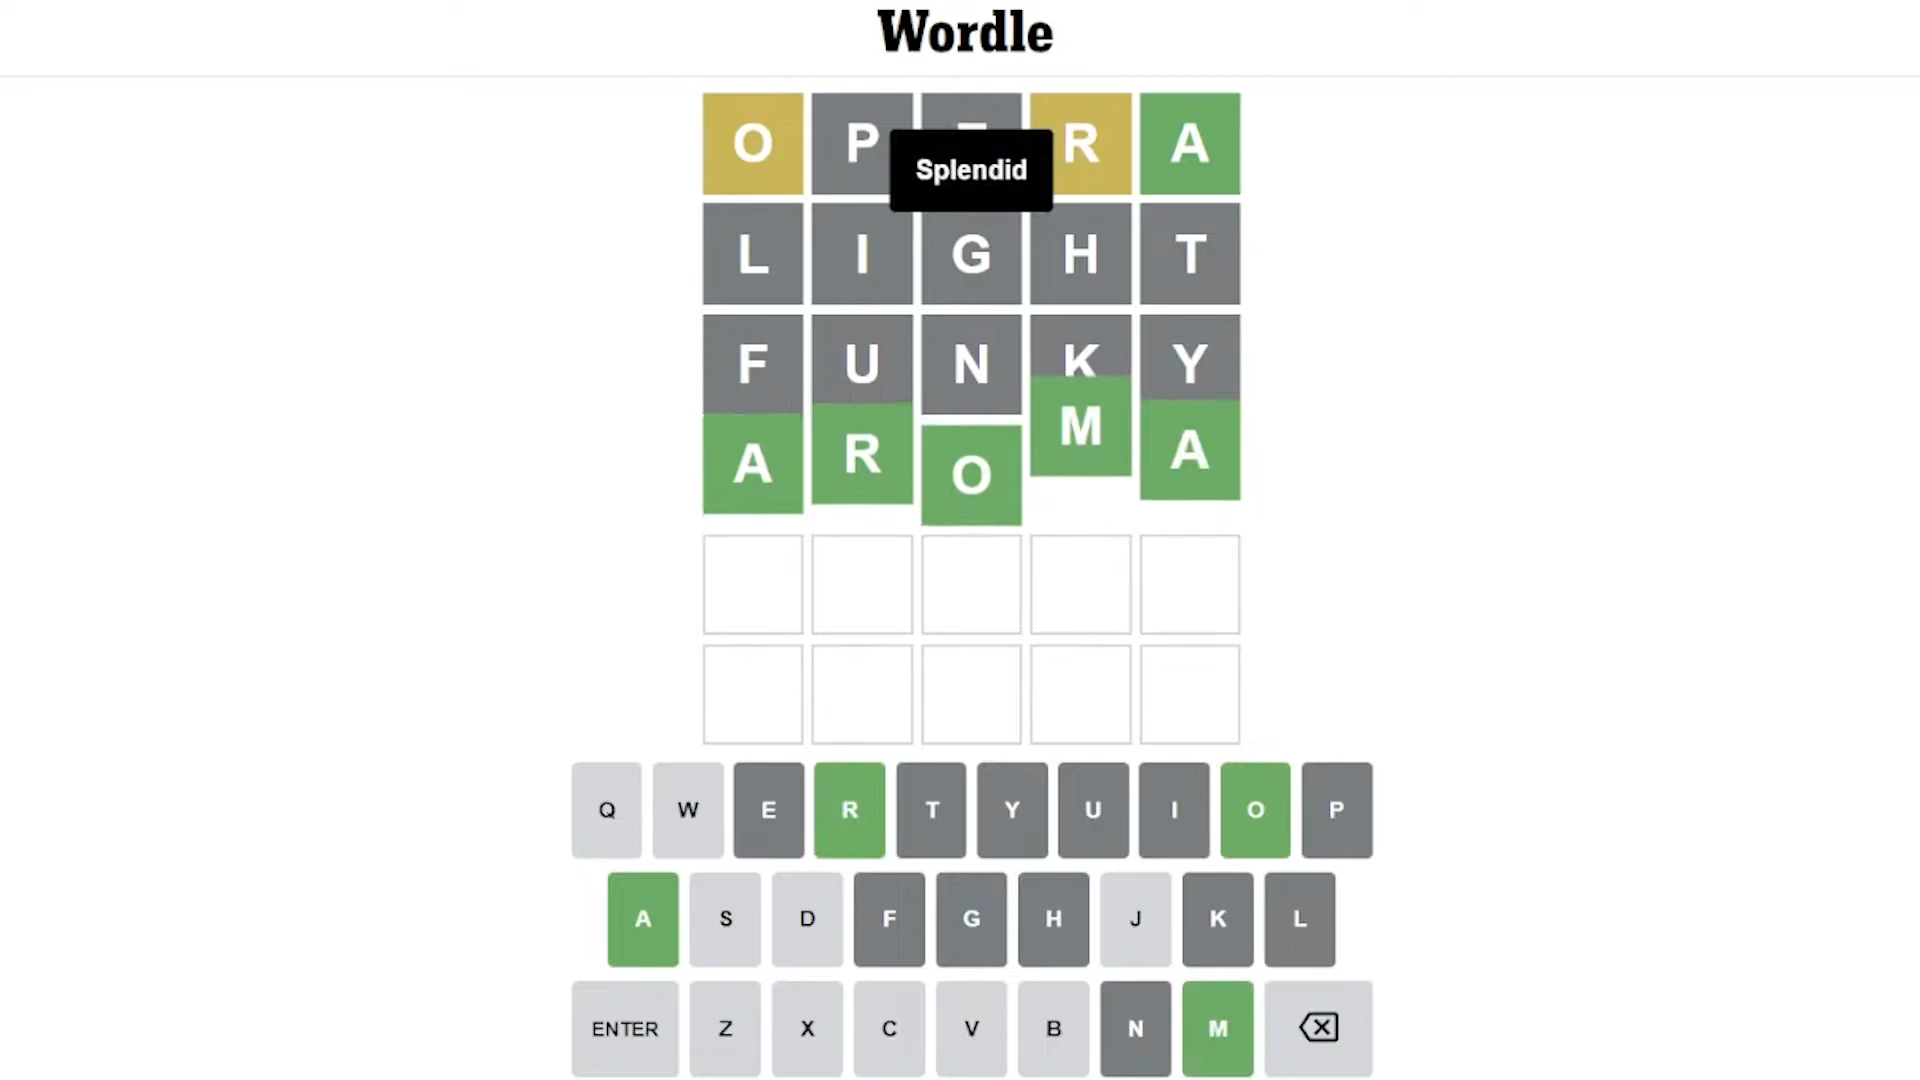 Wordle
O P R A
Splendid
L I G H T
F U N K Y
A R O M A
Q W E R T Y U I O P
A S D F G H J K L
ENTER Z X C V B N M